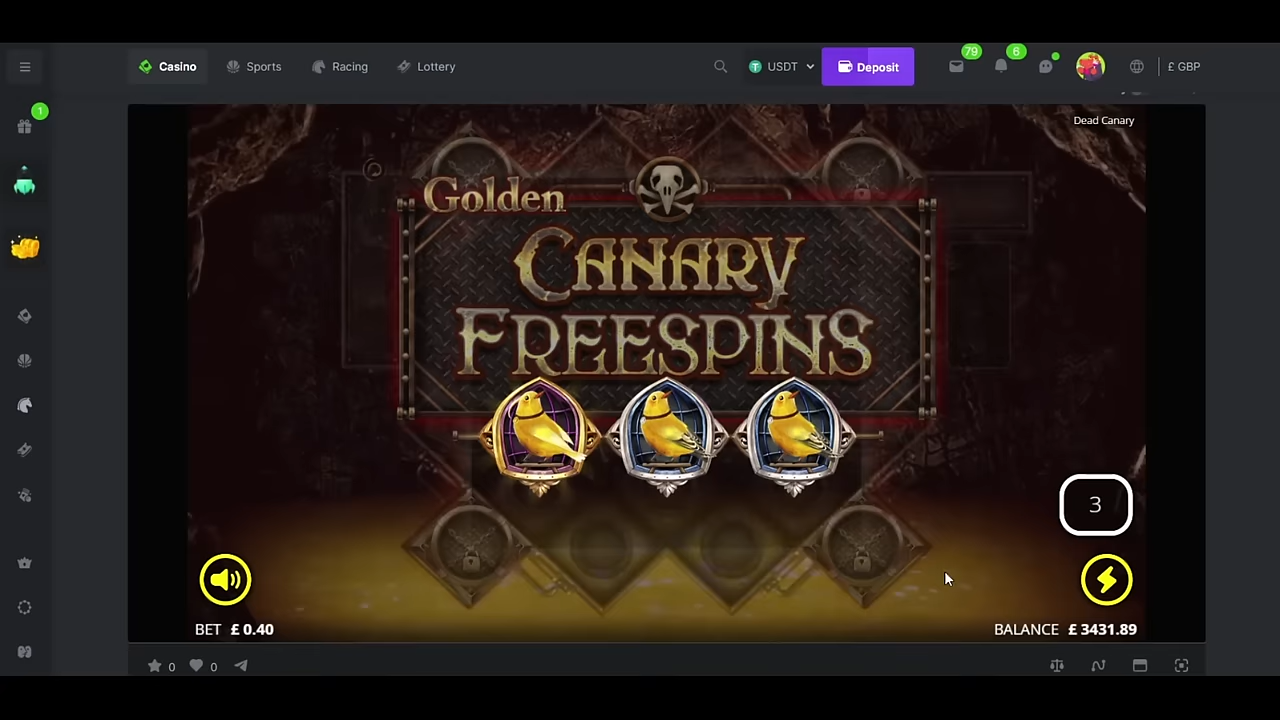 Casino Sports Racing Lottery USDT Deposit 79 6 £ GBP
1
Dead Canary
Golden
CANARY
FREESPINS
3
BET £ 0.40
BALANCE £ 3431.89
0 0